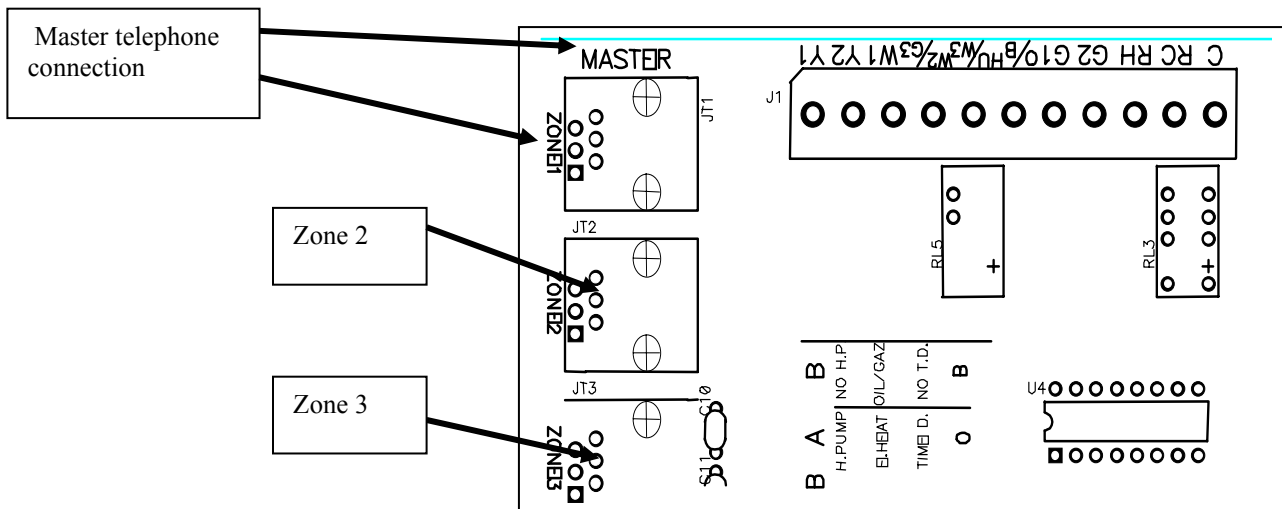 Master telephone
connection
Zone 2
Zone 3
MASTER
ZONE1
JT1
JT2
ZONE2
JT3
ZONE3
C10
C11
J1
C RC RH G2 G1 O/B HU/W3 W2/G3 W1 Y2 Y1
RL5
+
RL3
+
B
NO H.P
OIL/GAZ
NO T.D.
B
B A
H.PUMP
El.HEAT
TIME D.
O
U4